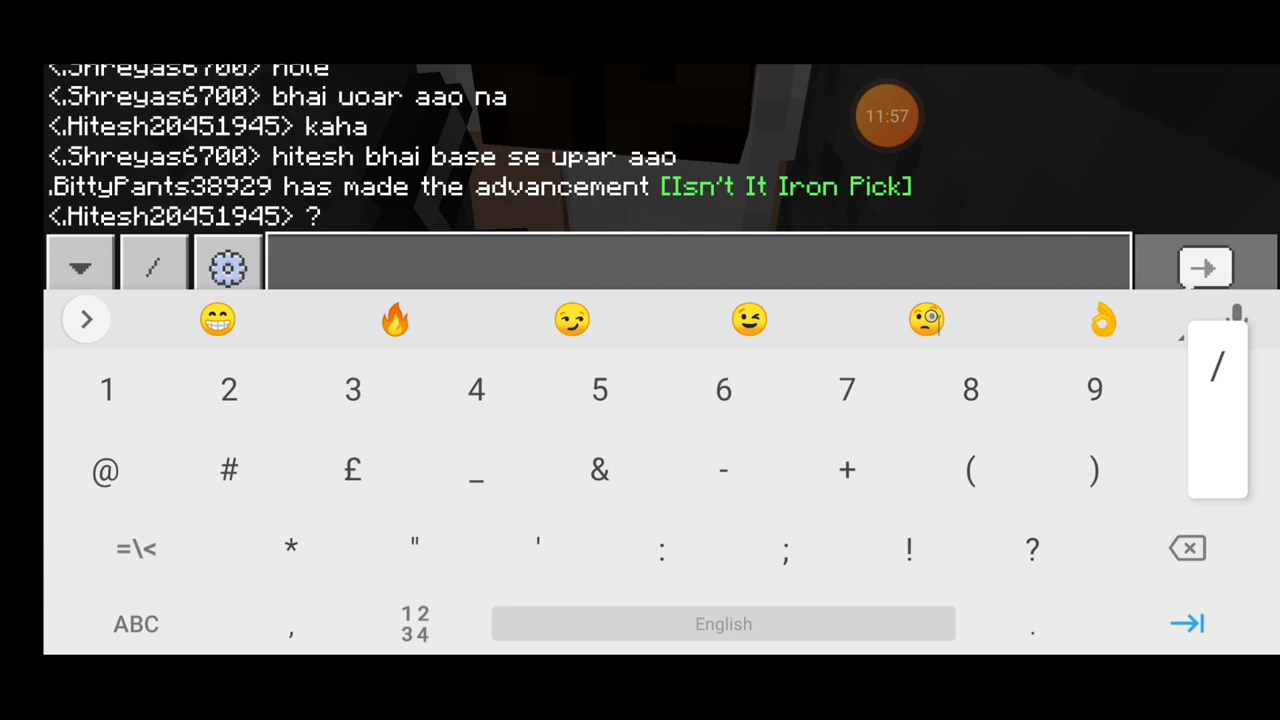 <.Shreyas6700> hole
<.Shreyas6700> bhai uoar aao na
<.Hitesh20451945> kaha
<.Shreyas6700> hitesh bhai base se upar aao
.BittyPants38929 has made the advancement [Isn't It Iron Pick]
<.Hitesh20451945> ?
11:57
/
1 2 3 4 5 6 7 8 9
/
@ # £ _ & - + ( )
=\< * " ' : ; ! ?
ABC , 12 34 English .